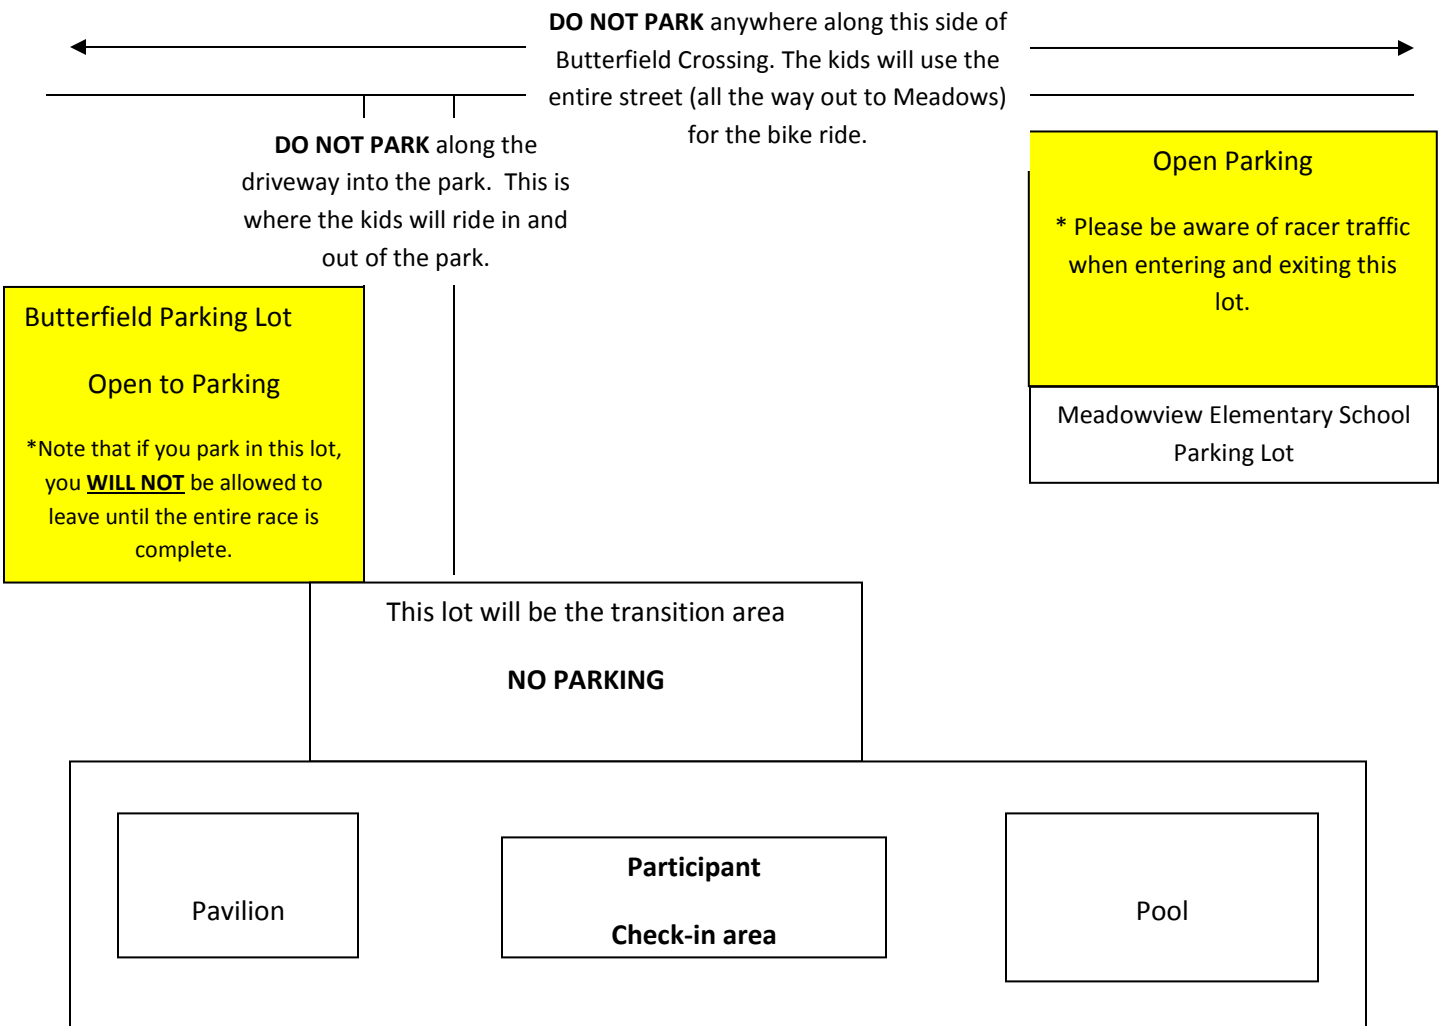 DO NOT PARK anywhere along this side of
Butterfield Crossing. The kids will use the
entire street (all the way out to Meadows)
for the bike ride.
DO NOT PARK along the
driveway into the park. This is
where the kids will ride in and
out of the park.
Open Parking
* Please be aware of racer traffic
when entering and exiting this
lot.
Meadowview Elementary School
Parking Lot
Butterfield Parking Lot
Open to Parking
*Note that if you park in this lot,
you WILL NOT be allowed to
leave until the entire race is
complete.
This lot will be the transition area
NO PARKING
Pavilion
Participant
Check-in area
Pool